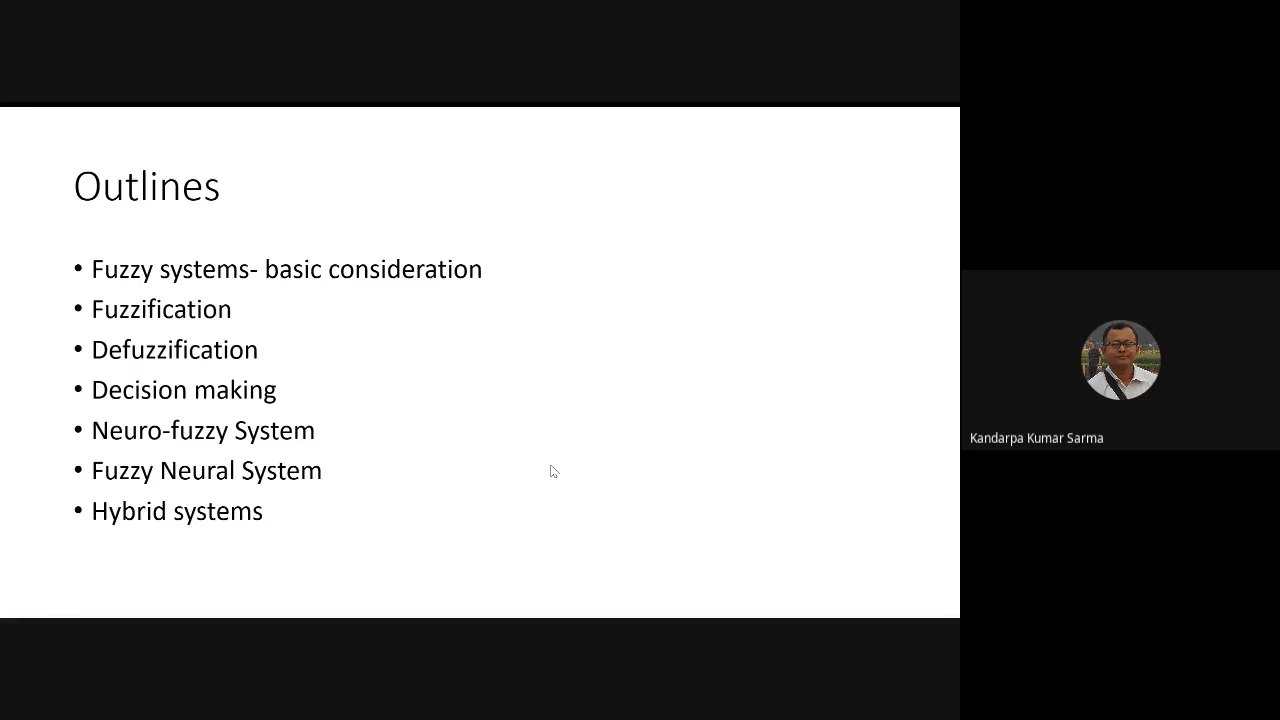 Outlines
• Fuzzy systems- basic consideration
• Fuzzification
• Defuzzification
• Decision making
• Neuro-fuzzy System
• Fuzzy Neural System
• Hybrid systems
Kandarpa Kumar Sarma